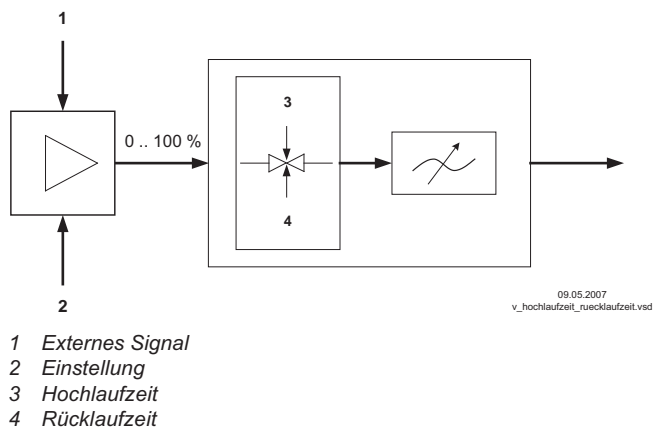 1
3
0 .. 100 %
4
2
09.05.2007
v_hochlaufzeit_ruecklaufzeit.vsd
1 Externes Signal
2 Einstellung
3 Hochlaufzeit
4 Rücklaufzeit